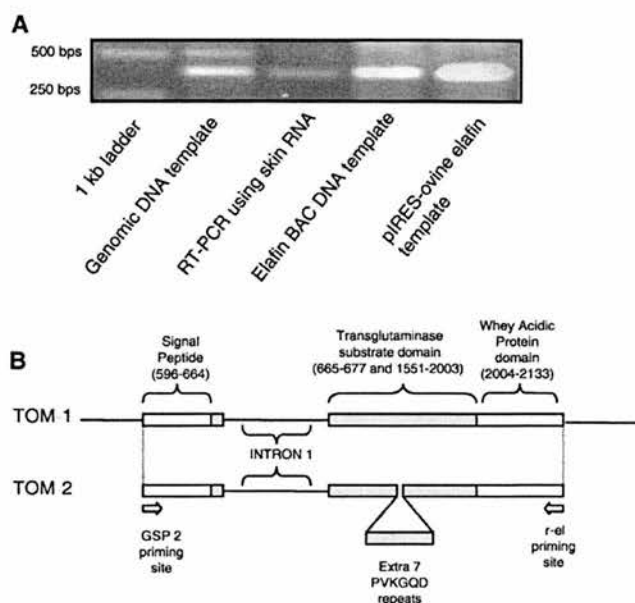 A
500 bps
250 bps
1 kb ladder
Genomic DNA template
RT-PCR using skin RNA
Elafin BAC DNA template
pIRES-ovine elafin
template
B
Signal
Peptide
(596-664)
Transglutaminase
substrate domain
(665-677 and 1551-2003)
Whey Acidic
Protein
domain
(2004-2133)
TOM 1
INTRON 1
TOM 2
GSP 2
priming
site
Extra 7
PVKGQD
repeats
r-el
priming
site